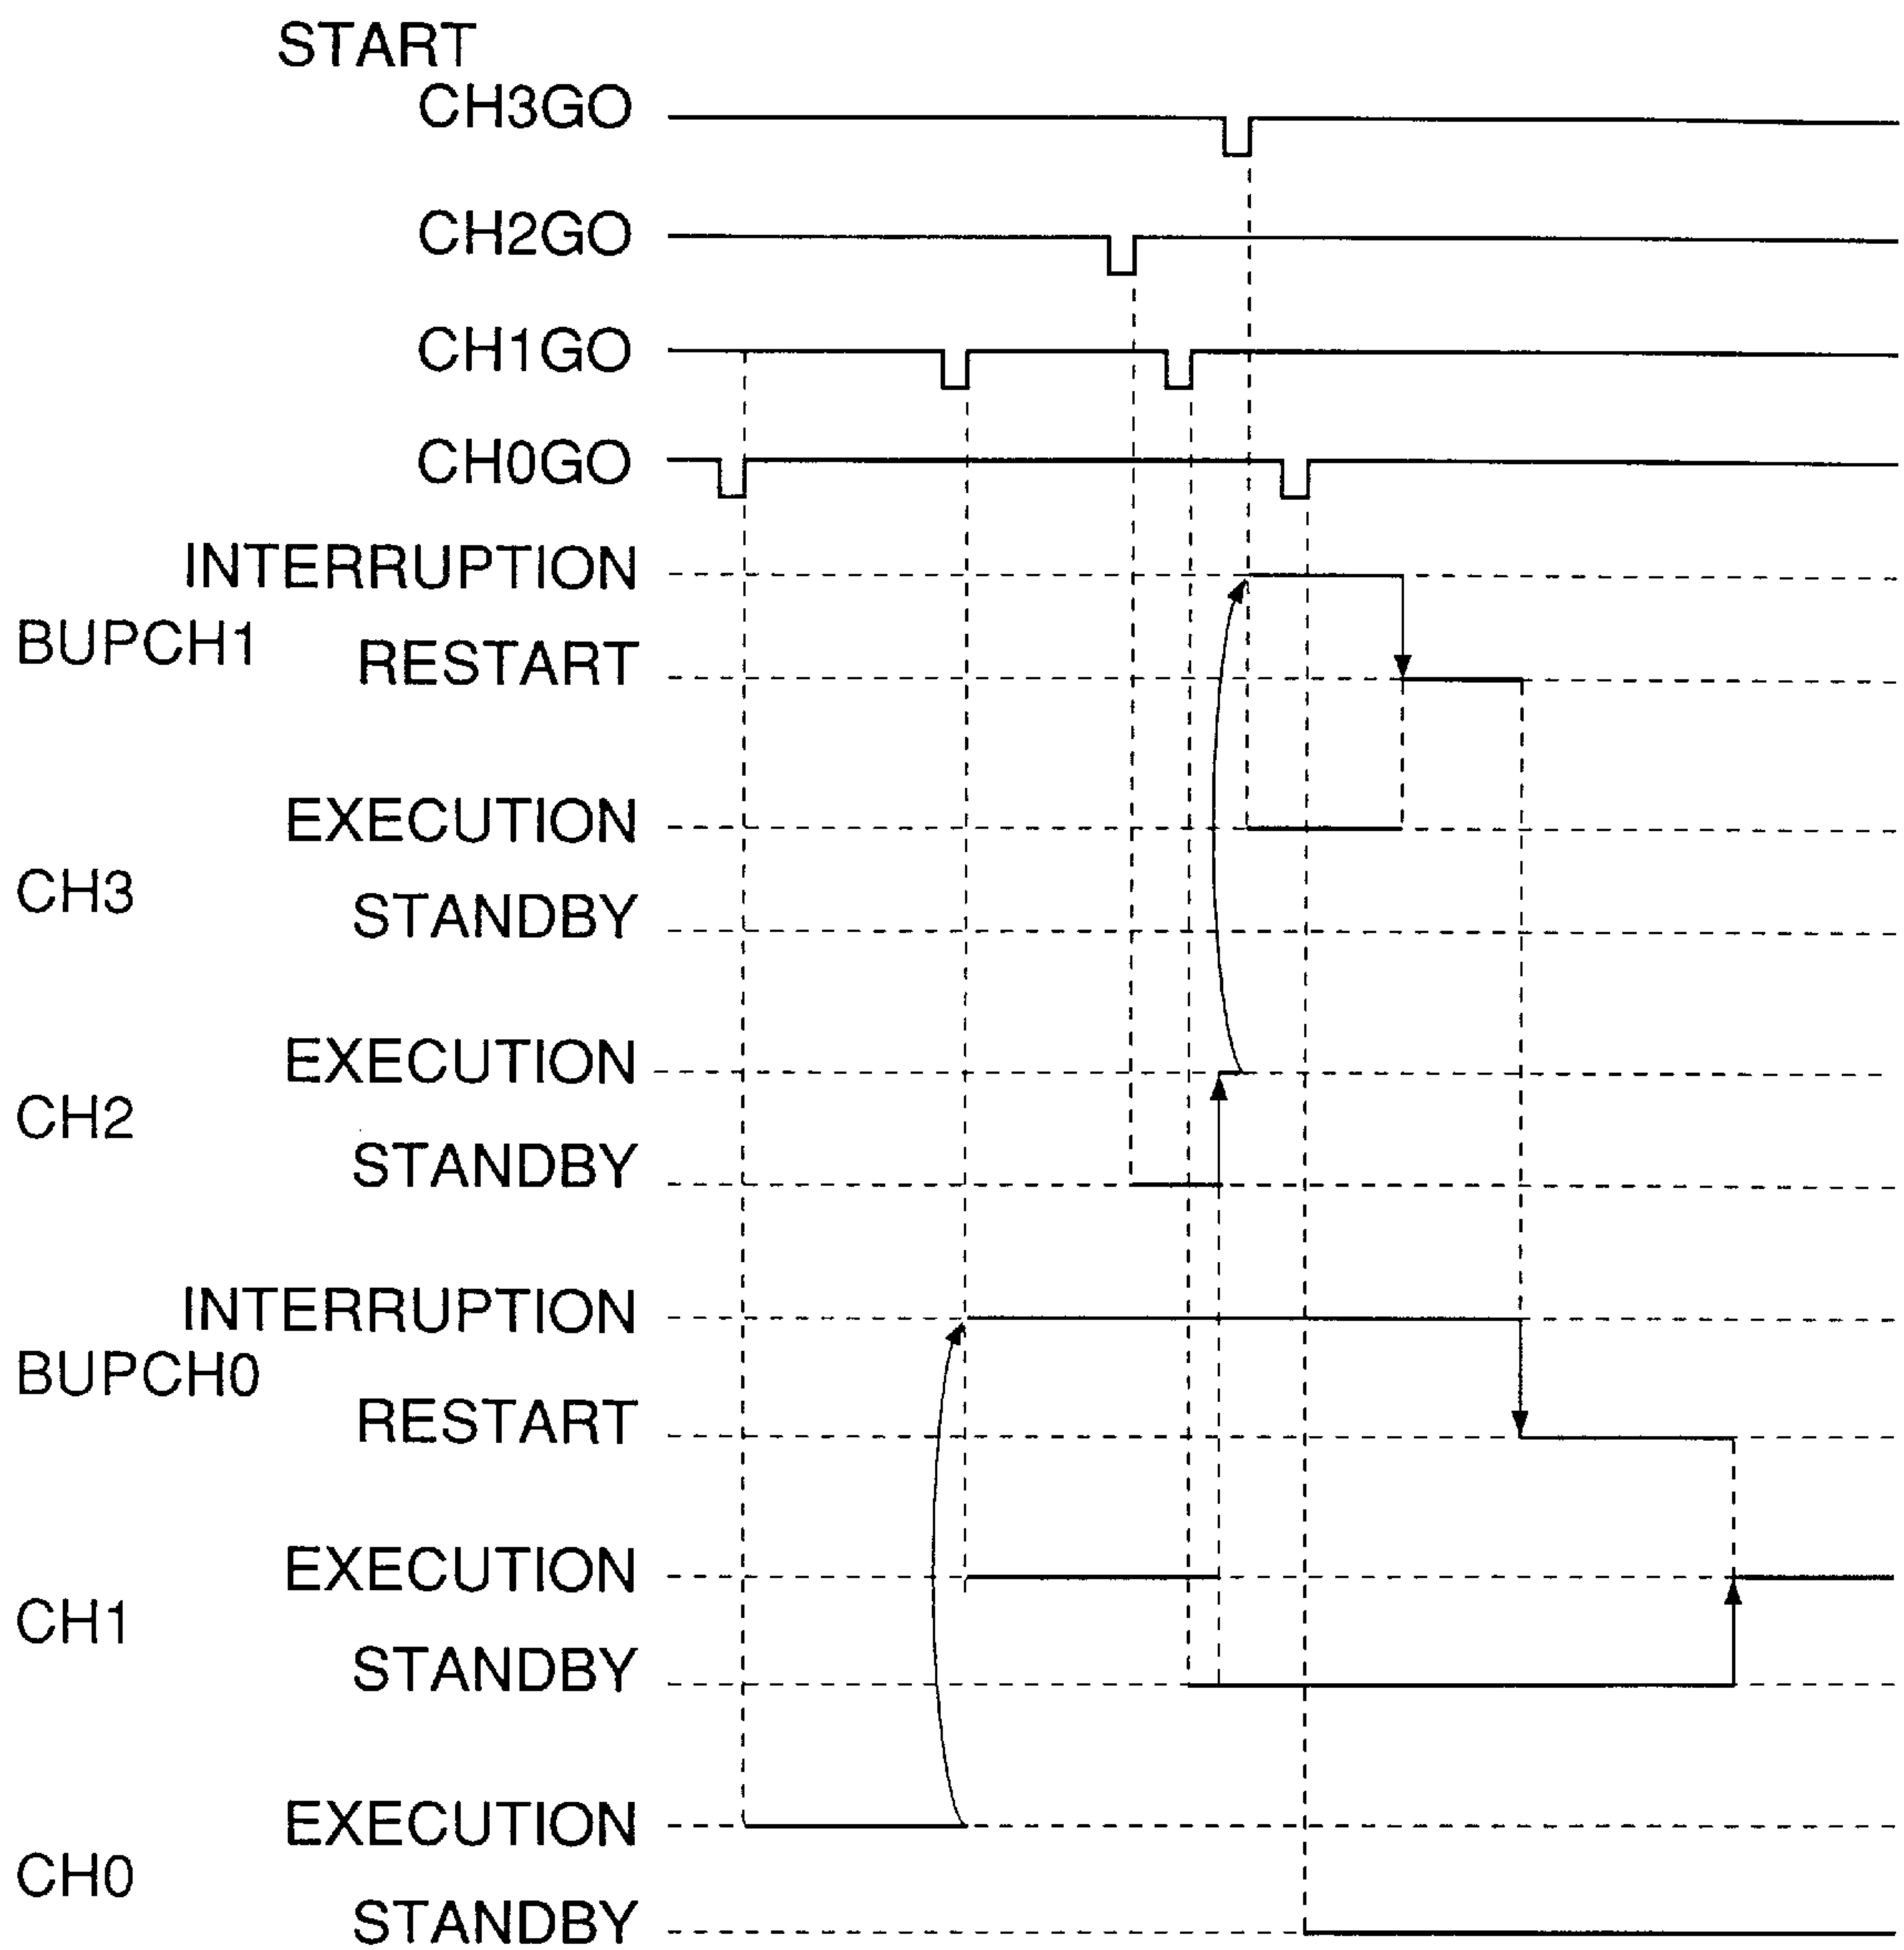 START
CH3GO
CH2GO
CH1GO
CH0GO
INTERRUPTION
BUPCH1
RESTART
EXECUTION
CH3
STANDBY
EXECUTION
CH2
STANDBY
INTERRUPTION
BUPCH0
RESTART
EXECUTION
CH1
STANDBY
EXECUTION
CH0
STANDBY